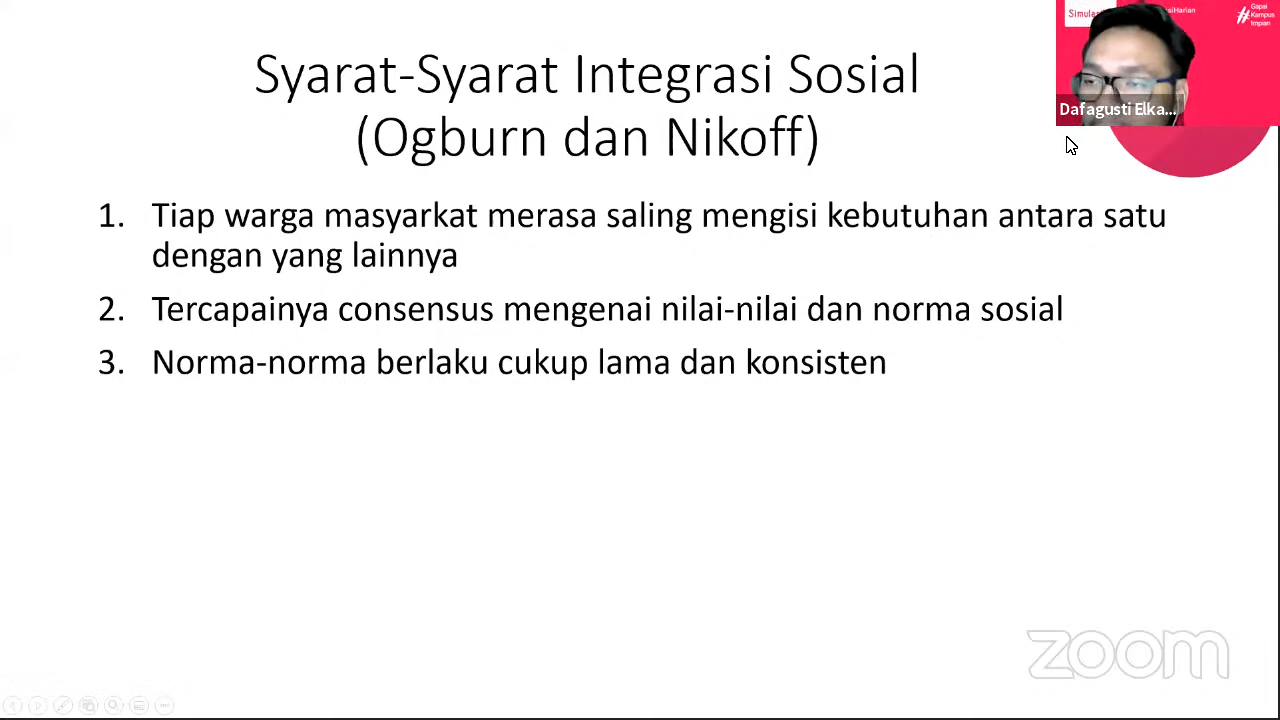 Syarat-Syarat Integrasi Sosial
(Ogburn dan Nikoff)
1. Tiap warga masyarkat merasa saling mengisi kebutuhan antara satu
dengan yang lainnya
2. Tercapainya consensus mengenai nilai-nilai dan norma sosial
3. Norma-norma berlaku cukup lama dan konsisten
Gapai
Kampus
Impian
Dafagusti Elka...
zoom